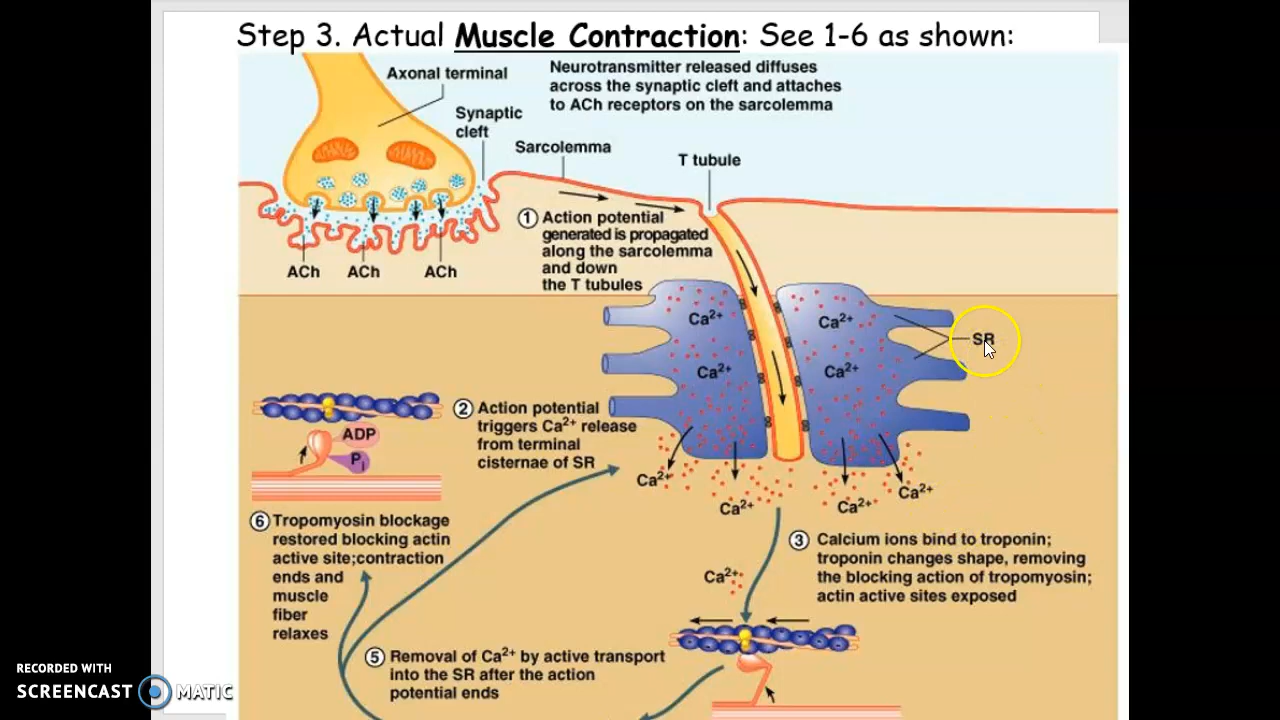 Step 3. Actual Muscle Contraction: See 1-6 as shown:
Axonal terminal
Neurotransmitter released diffuses
across the synaptic cleft and attaches
to ACh receptors on the sarcolemma
Synaptic
cleft
Sarcolemma
T tubule
1 Action potential
generated is propagated
along the sarcolemma
and down
the T tubules
ACh
ACh
ACh
Ca2+
Ca2+
Ca2+
Ca2+
SR
2 Action potential
triggers Ca2+ release
from terminal
cisternae of SR
ADP
Pi
Ca2+
Ca2+
Ca2+
Ca2+
3 Calcium ions bind to troponin;
troponin changes shape, removing
the blocking action of tropomyosin;
actin active sites exposed
Ca2+
6 Tropomyosin blockage
restored blocking actin
active site;contraction
ends and
muscle
fiber
relaxes
5 Removal of Ca2+ by active transport
into the SR after the action
potential ends
RECORDED WITH
SCREENCAST MATIC